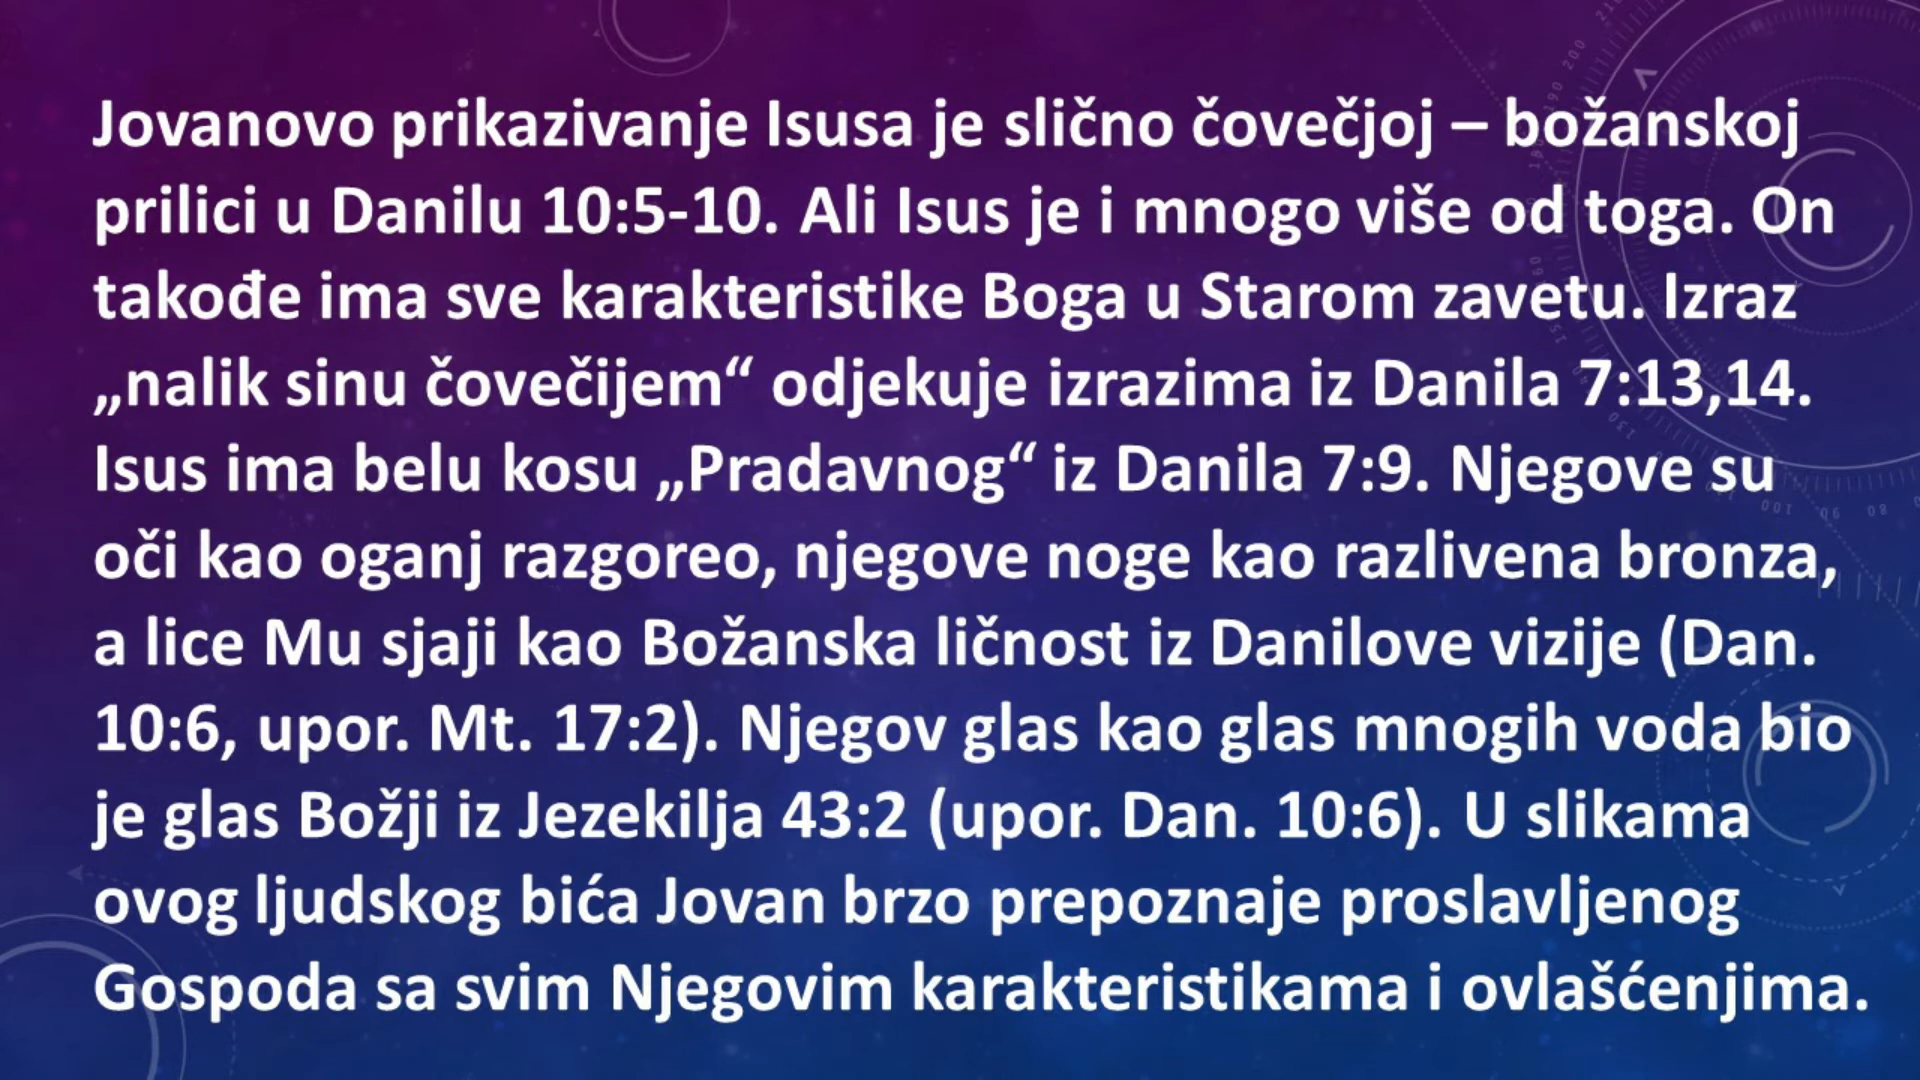 Jovanovo prikazivanje Isusa je slično čovečjoj – božanskoj
prilici u Danilu 10:5-10. Ali Isus je i mnogo više od toga. On
takođe ima sve karakteristike Boga u Starom zavetu. Izraz
„nalik sinu čovečijem“ odjekuje izrazima iz Danila 7:13,14.
Isus ima belu kosu „Pradavnog“ iz Danila 7:9. Njegove su
oči kao oganj razgoreo, njegove noge kao razlivena bronza,
a lice Mu sjaji kao Božanska ličnost iz Danilove vizije (Dan.
10:6, upor. Mt. 17:2). Njegov glas kao glas mnogih voda bio
je glas Božji iz Jezekilja 43:2 (upor. Dan. 10:6). U slikama
ovog ljudskog bića Jovan brzo prepoznaje proslavljenog
Gospoda sa svim Njegovim karakteristikama i ovlašćenjima.